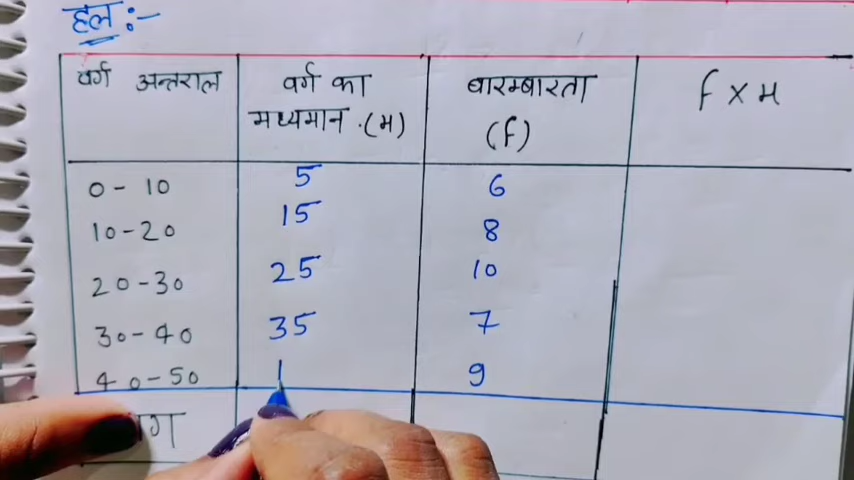 हल :-
वर्ग अन्तराल वर्ग का मध्यमान .(м) बारम्बारता (f) f × м
0 - 10 5 6
10 - 20 15 8
20 - 30 25 10
30 - 40 35 7
40 - 50 9